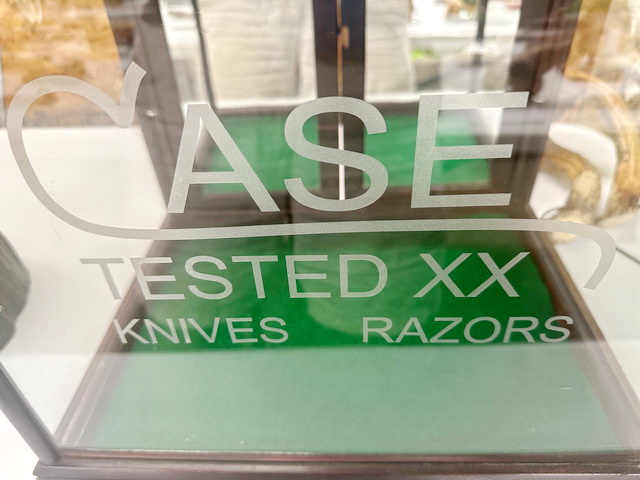 CASE
TESTED XX
KNIVES RAZORS